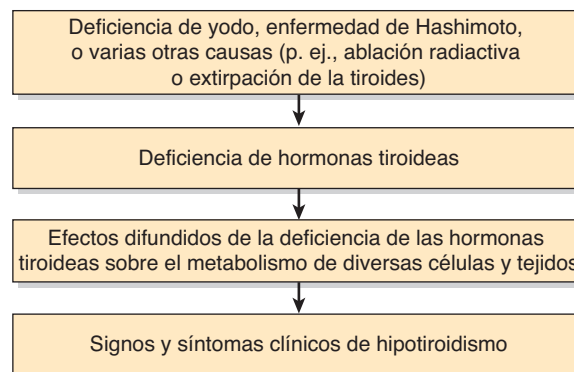 Deficiencia de yodo, enfermedad de Hashimoto,
o varias otras causas (p. ej., ablación radiactiva
o extirpación de la tiroides)
Deficiencia de hormonas tiroideas
Efectos difundidos de la deficiencia de las hormonas
tiroideas sobre el metabolismo de diversas células y tejidos
Signos y síntomas clínicos de hipotiroidismo